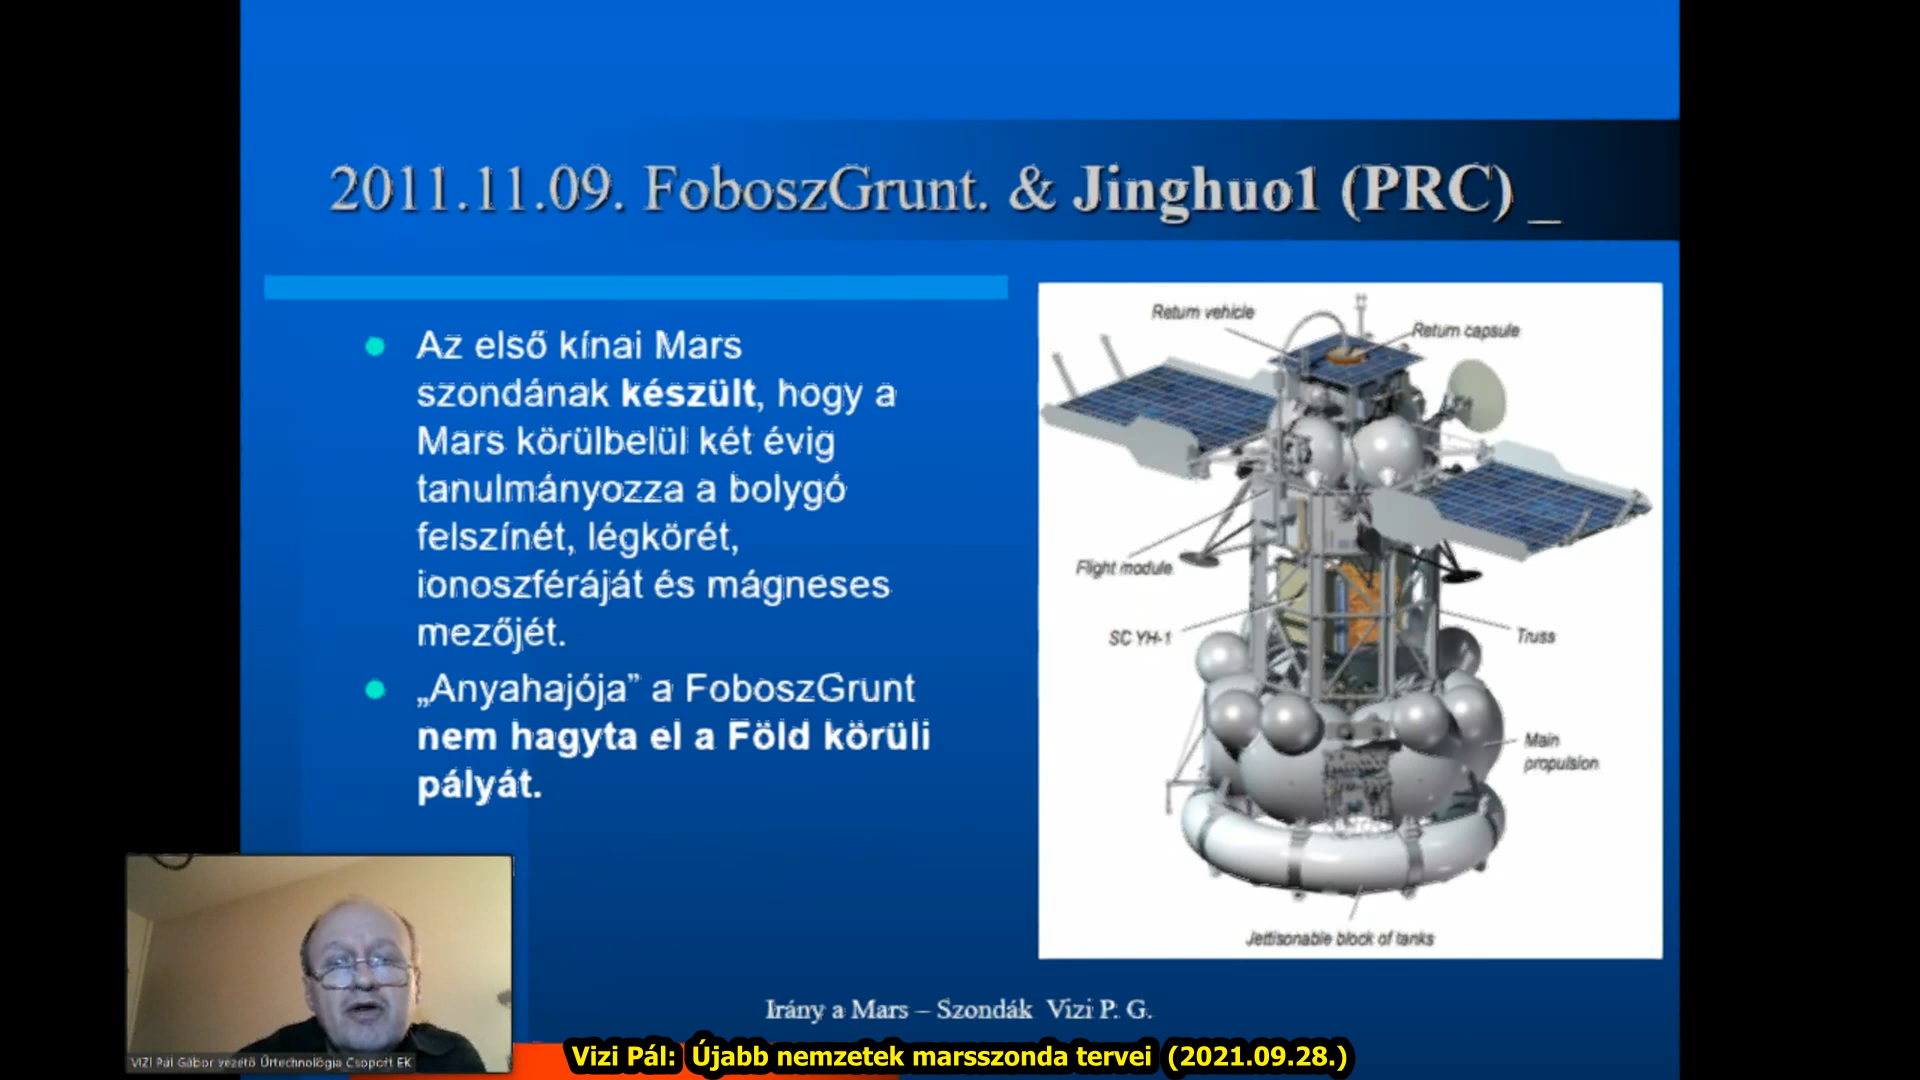 2011.11.09. FoboszGrunt. & Jinghuo1 (PRC) _
Az első kínai Mars
szondának készült, hogy a
Mars körülbelül két évig
tanulmányozza a bolygó
felszínét, légkörét,
ionoszféráját és mágneses
mezőjét.
„Anyahajója” a FoboszGrunt
nem hagyta el a Föld körüli
pályát.
Return vehicle
Return capsule
Flight module
SC YH-1
Truss
Main
propulsion
Jettisonable block of tanks
Irány a Mars – Szondák Vizi P. G.
VIZI Pál Gábor vezető Űrtechnológia Csoport EK
Vizi Pál: Újabb nemzetek marsszonda tervei (2021.09.28.)